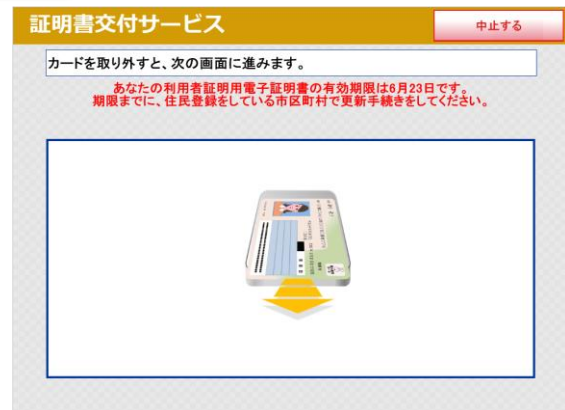 証明書交付サービス
中止する
カードを取り外すと、次の画面に進みます。
あなたの利用者証明用電子証明書の有効期限は6月23日です。
期限までに、住民登録をしている市区町村で更新手続きをしてください。